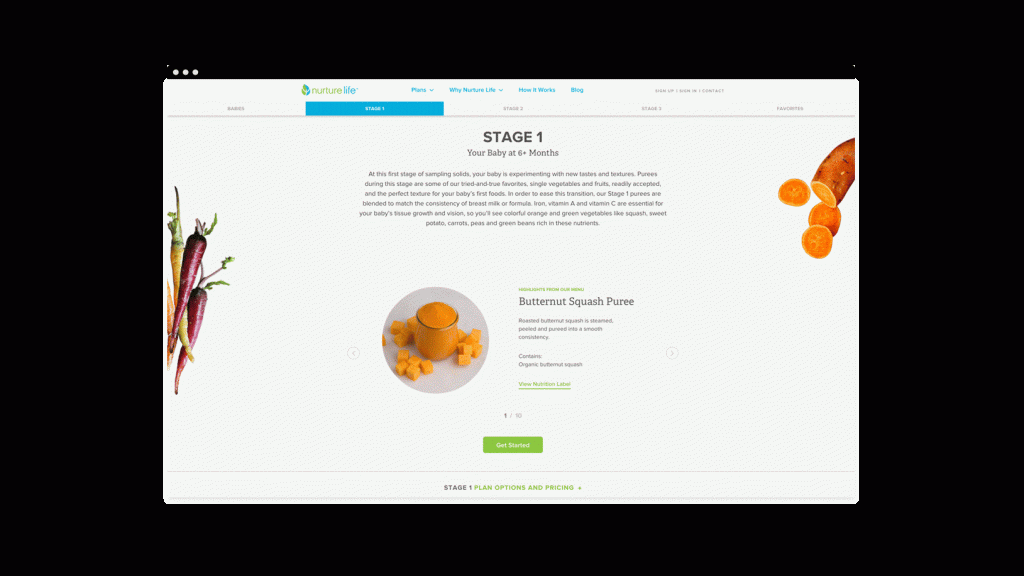 nurture life
Plans Why Nurture Life How It Works Blog
SIGN UP / SIGN IN / CONTACT
BABIES STAGE 1 STAGE 2 STAGE 3 FAVORITES
STAGE 1
Your Baby at 6+ Months
At this first stage of sampling solids, your baby is experimenting with new tastes and textures. Purees
during this stage are some of our tried-and-true favorites, single vegetables and fruits, readily accepted,
and the perfect texture for your baby's first foods. In order to ease this transition, our Stage 1 purees are
blended to match the consistency of breast milk or formula. Iron, vitamin A and vitamin C are essential for
your baby's tissue growth and vision, so you'll see colorful orange and green vegetables like squash, sweet
potato, carrots, peas and green beans rich in these nutrients.
HIGHLIGHTS FROM OUR MENU
Butternut Squash Puree
Roasted butternut squash is steamed,
peeled and pureed into a smooth
consistency.
Contains:
Organic butternut squash
View Nutrition Label
1 / 10
Get Started
STAGE 1 PLAN OPTIONS AND PRICING +